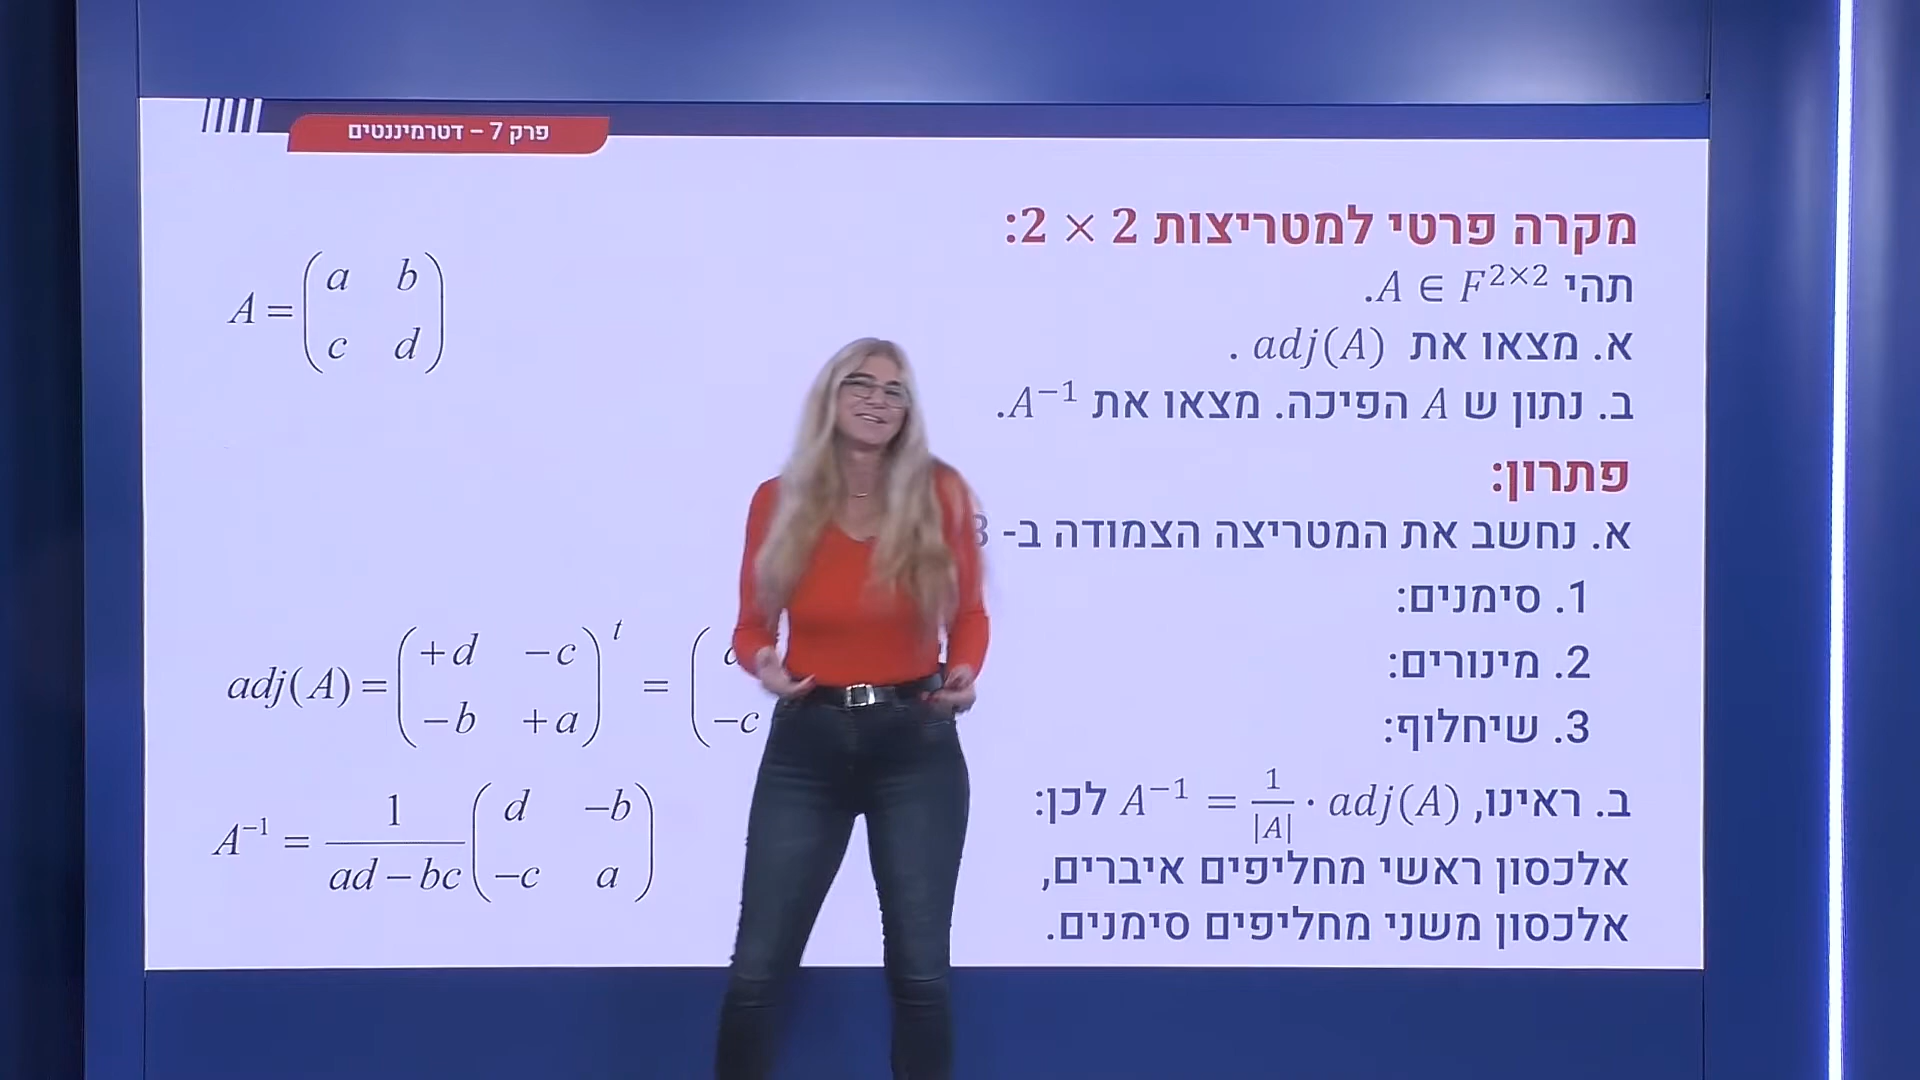 פרק 7 – דטרמיננטים
מקרה פרטי למטריצות 2 × 2:
תהי A ∈ F^{2×2}.
א. מצאו את adj(A) .
ב. נתון ש A הפיכה. מצאו את A^{-1}.
פתרון:
א. נחשב את המטריצה הצמודה ב-
1. סימנים:
2. מינורים:
3. שיחלוף:
ב. ראינו, A^{-1} = \frac{1}{|A|} · adj(A) לכן:
אלכסון ראשי מחליפים איברים,
אלכסון משני מחליפים סימנים.
A = \begin{pmatrix} a & b \\ c & d \end{pmatrix}
adj(A) = \begin{pmatrix} +d & -c \\ -b & +a \end{pmatrix}^t = ( -c
A^{-1} = \frac{1}{ad-bc} \begin{pmatrix} d & -b \\ -c & a \end{pmatrix}